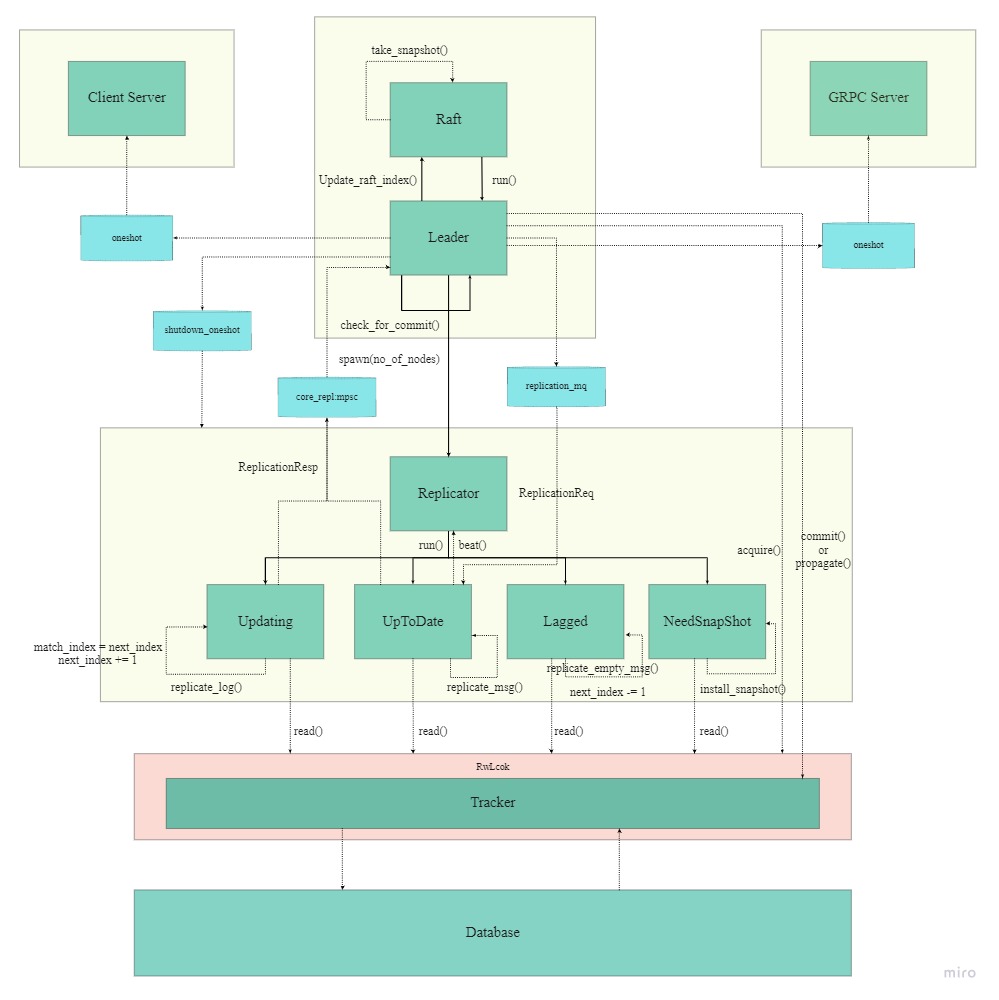 take_snapshot()
Client Server
Raft
GRPC Server
Update_raft_index()
run()
oneshot
Leader
oneshot
shutdown_oneshot
check_for_commit()
spawn(no_of_nodes)
core_repl:mpsc
replication_mq
ReplicationResp
Replicator
ReplicationReq
run()
beat()
acquire()
commit()
or
propagate()
Updating
UpToDate
Lagged
NeedSnapShot
match_index = next_index
next_index += 1
replicate_log()
replicate_msg()
replicate_empty_msg()
next_index -= 1
install_snapshot()
read()
read()
read()
read()
RwLcok
Tracker
Database
miro